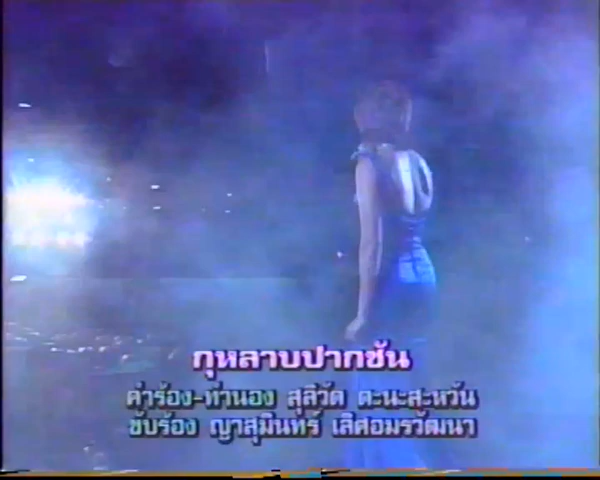 กุหลาบปากซัน
คำร้อง-ทำนอง สุลิวัต ตะนะสะหวัน
ขับร้อง ญาสุมินทร์ เลิศอมรวัฒนา